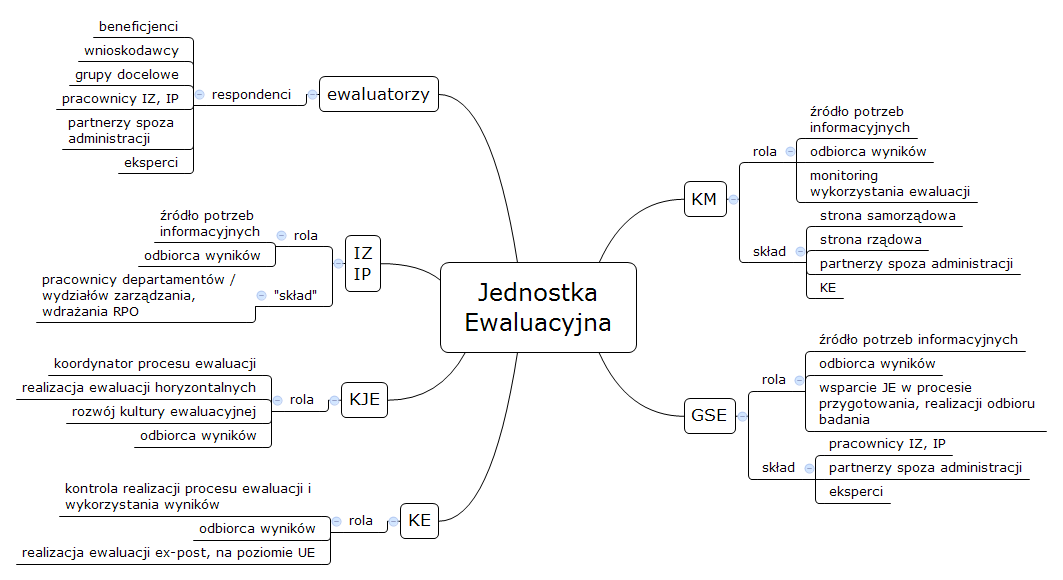 Jednostka
Ewaluacyjna
ewaluatorzy
respondenci
beneficjenci
wnioskodawcy
grupy docelowe
pracownicy IZ, IP
partnerzy spoza
administracji
eksperci
IZ
IP
rola
źródło potrzeb
informacyjnych
odbiorca wyników
"skład"
pracownicy departamentów /
wydziałów zarządzania,
wdrażania RPO
KJE
rola
koordynator procesu ewaluacji
realizacja ewaluacji horyzontalnych
rozwój kultury ewaluacyjnej
odbiorca wyników
KE
rola
kontrola realizacji procesu ewaluacji i
wykorzystania wyników
odbiorca wyników
realizacja ewaluacji ex-post, na poziomie UE
KM
rola
źródło potrzeb
informacyjnych
odbiorca wyników
monitoring
wykorzystania ewaluacji
skład
strona samorządowa
strona rządowa
partnerzy spoza administracji
KE
GSE
rola
źródło potrzeb informacyjnych
odbiorca wyników
wsparcie JE w procesie
przygotowania, realizacji odbioru
badania
skład
pracownicy IZ, IP
partnerzy spoza administracji
eksperci